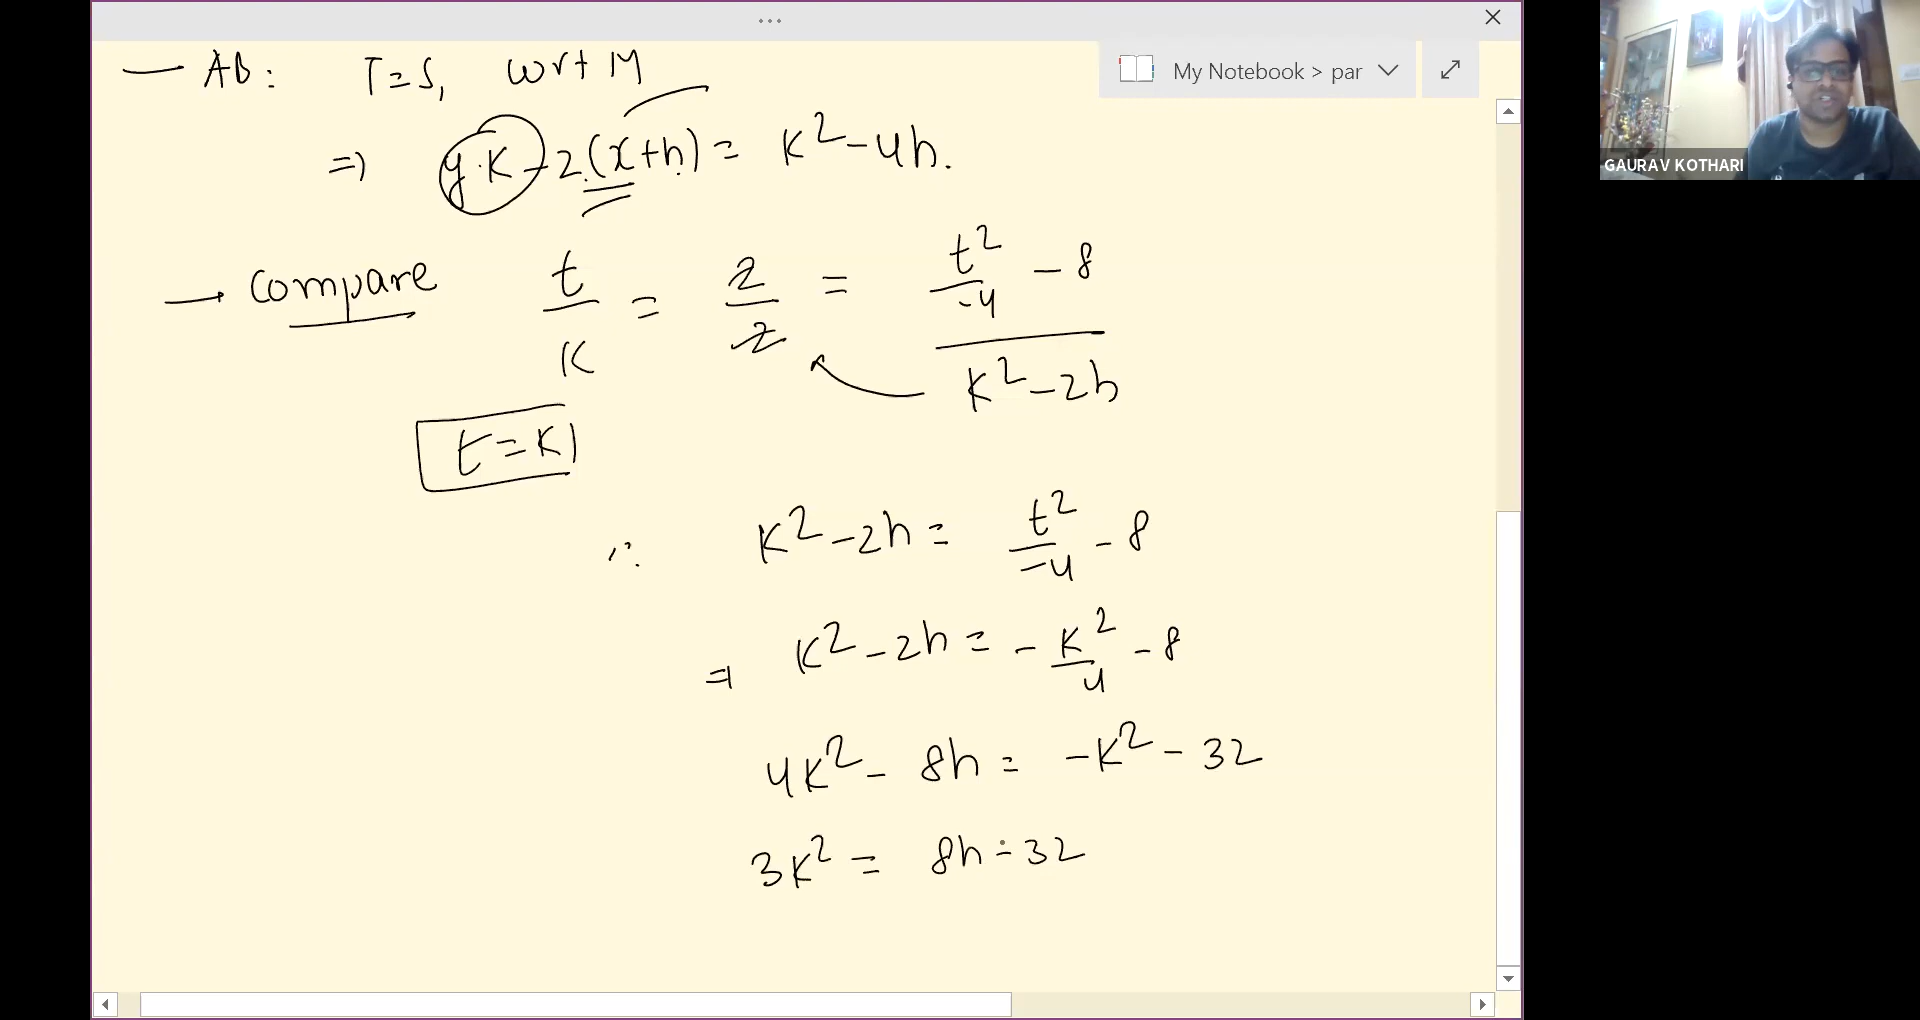 — AB: T=S, wrt M
My Notebook > par
GAURAV KOTHARI
=) y·K - 2(x+h) = K² - 4h.
→ Compare t/K = 2/2 = (t²/-4 - 8)/(K² - 2h)
t = K
∴ K² - 2h = t²/-4 - 8
=) K² - 2h = - K²/4 - 8
4K² - 8h = -K² - 32
3K² = 8h - 32